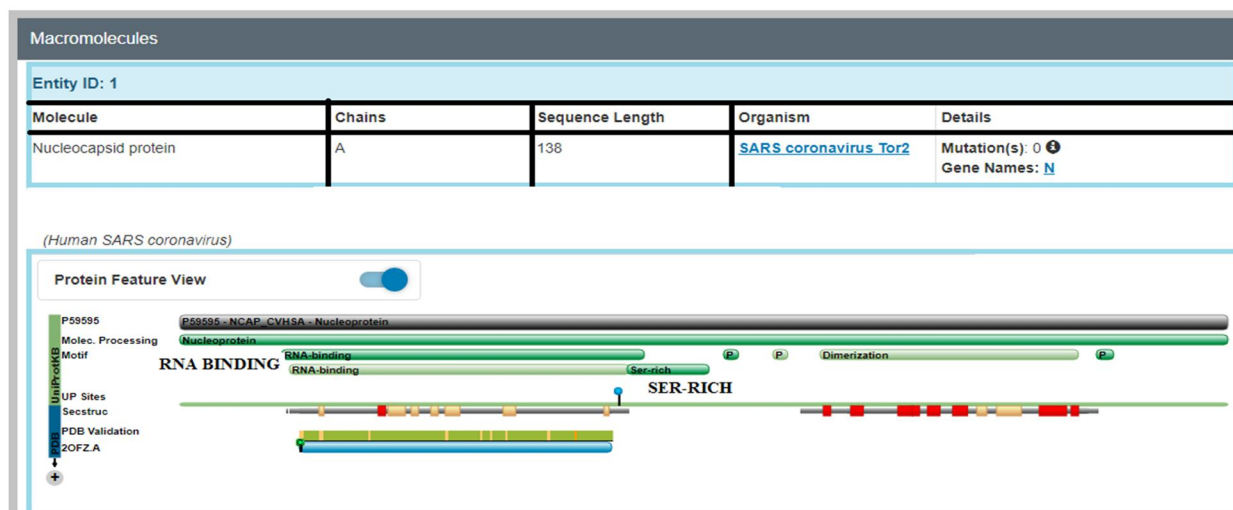 Macromolecules
Entity ID: 1
Molecule Chains Sequence Length Organism Details
Nucleocapsid protein A 138 SARS coronavirus Tor2 Mutation(s): 0
Gene Names: N
(Human SARS coronavirus)
Protein Feature View
P59595 P59595 - NCAP_CVHSA - Nucleoprotein
Molec. Processing Nucleoprotein
Motif RNA BINDING RNA-binding P P Dimerization P
RNA-binding Ser-rich
UniProtKB
UP Sites SER-RICH
Secstruc
PDB Validation
PDB
2OFZ.A